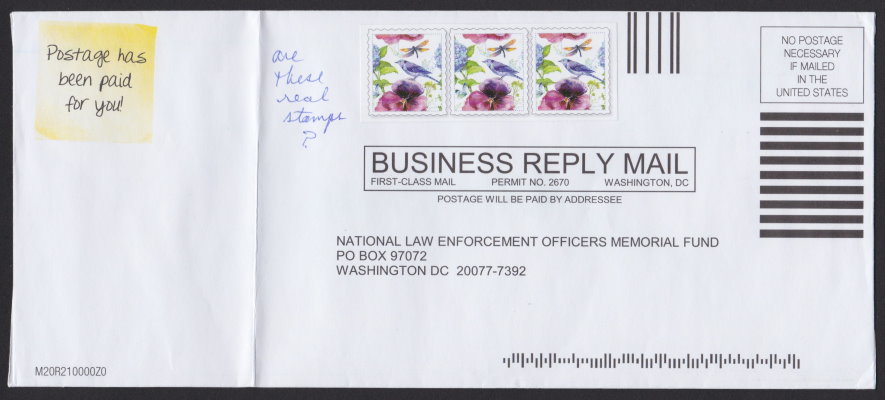 Postage has
been paid
for you!
are
these
real
stamps
?
NO POSTAGE
NECESSARY
IF MAILED
IN THE
UNITED STATES
BUSINESS REPLY MAIL
FIRST-CLASS MAIL PERMIT NO. 2670 WASHINGTON, DC
POSTAGE WILL BE PAID BY ADDRESSEE
NATIONAL LAW ENFORCEMENT OFFICERS MEMORIAL FUND
PO BOX 97072
WASHINGTON DC 20077-7392
M20R210000Z0